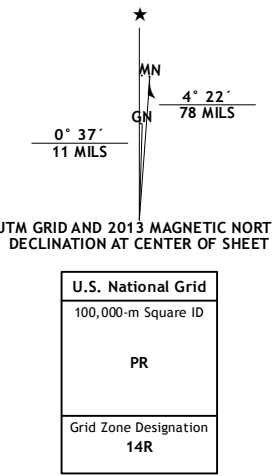 ★
MN
GN
4° 22´
78 MILS
0° 37´
11 MILS
UTM GRID AND 2013 MAGNETIC NORT
DECLINATION AT CENTER OF SHEET
U.S. National Grid
100,000-m Square ID
PR
Grid Zone Designation
14R